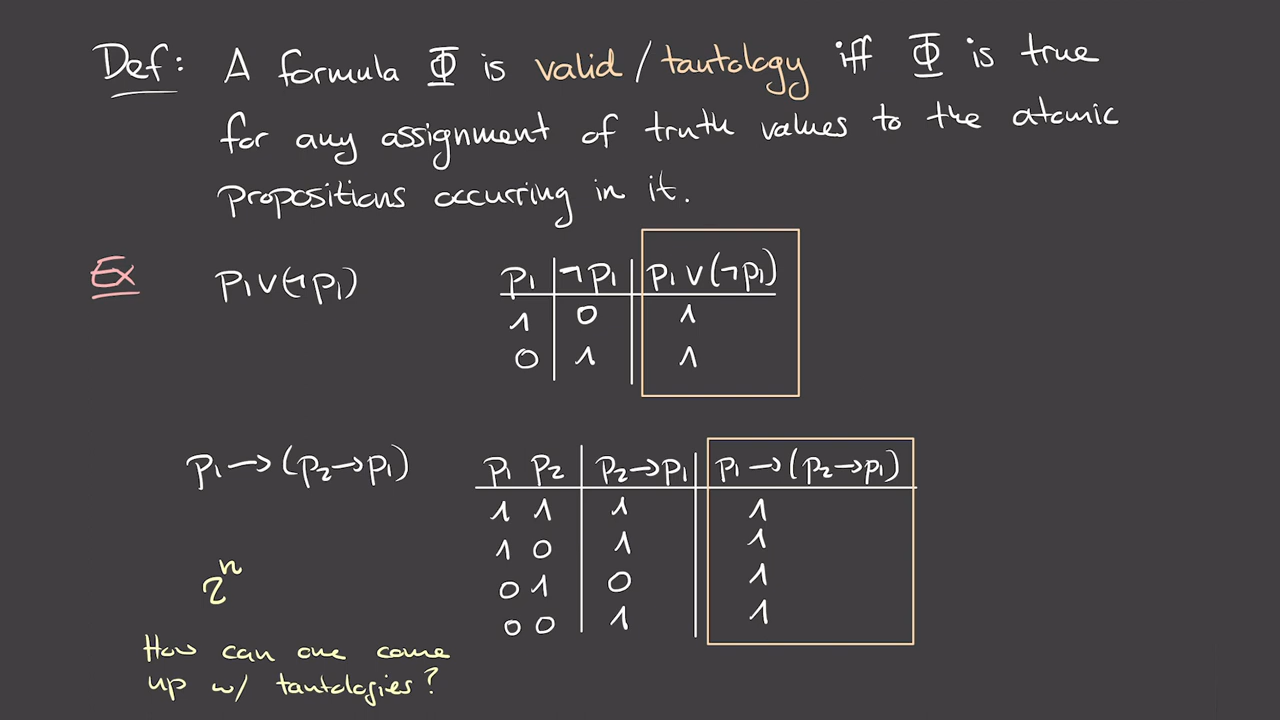 Def: A formula Φ is valid / tautology iff Φ is true
for any assignment of truth values to the atomic
propositions occurring in it.
Ex p₁∨(¬p₁)
p₁ ¬p₁ p₁∨(¬p₁)
1 0 1
0 1 1
p₁→(p₂→p₁)
p₁ p₂ p₂→p₁ p₁→(p₂→p₁)
1 1 1 1
1 0 1 1
0 1 0 1
0 0 1 1
2ⁿ
How can one come
up w/ tautologies?